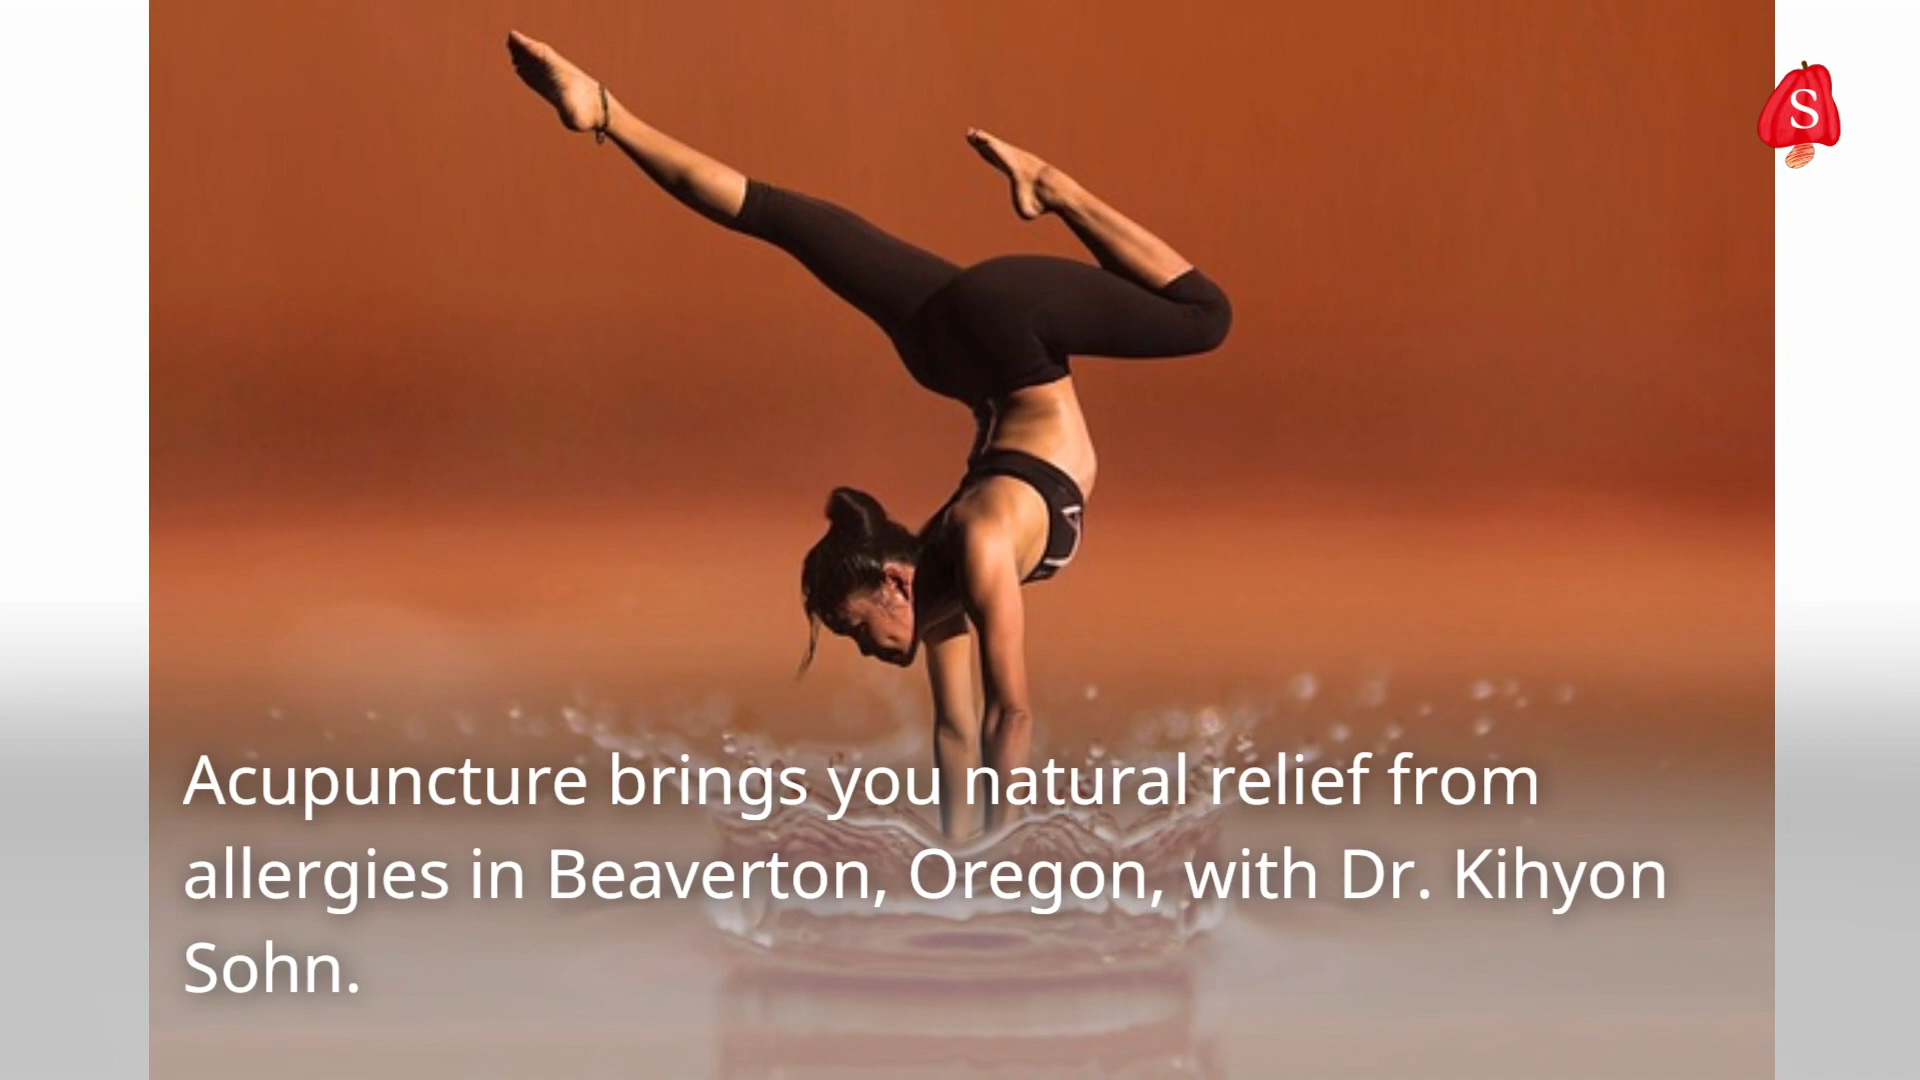 S
Acupuncture brings you natural relief from
allergies in Beaverton, Oregon, with Dr. Kihyon
Sohn.